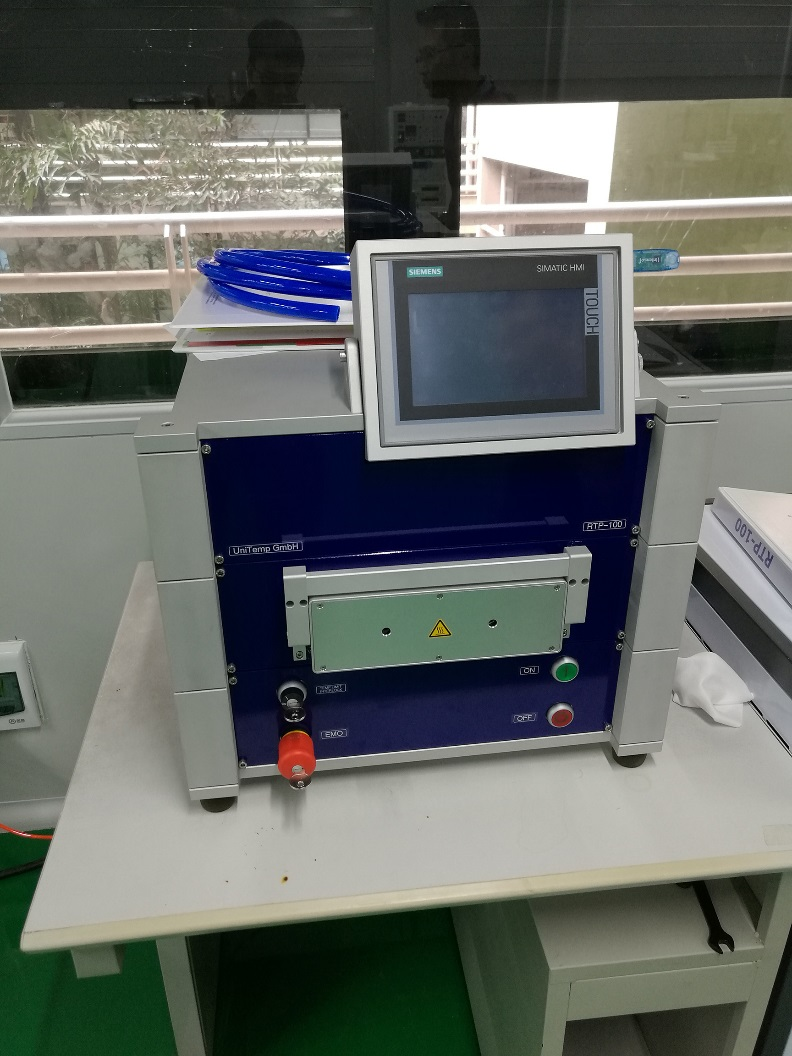 SIEMENS
SIMATIC HMI
TOUCH
RTP-100
UniTemp GmbH
RTP-100
ON
OFF
EMO